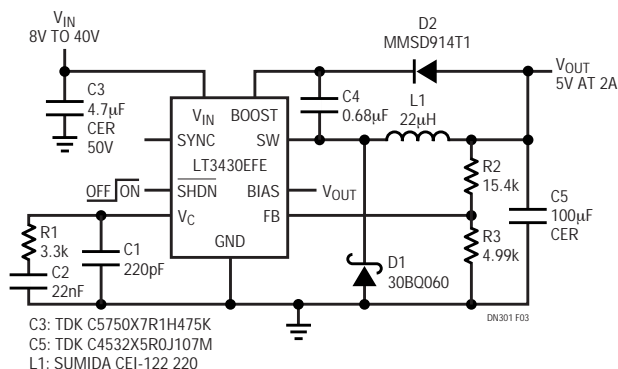 VIN
8V TO 40V
D2
MMSD914T1
VOUT
5V AT 2A
C3
4.7µF
CER
50V
VIN BOOST
C4
0.68µF
L1
22µH
SYNC SW
LT3430EFE
R2
15.4k
OFF ON
SHDN BIAS
VOUT
C5
100µF
CER
VC FB
R1
3.3k
C1
220pF
GND
D1
30BQ060
R3
4.99k
C2
22nF
DN301 F03
C3: TDK C5750X7R1H475K
C5: TDK C4532X5R0J107M
L1: SUMIDA CEI-122 220